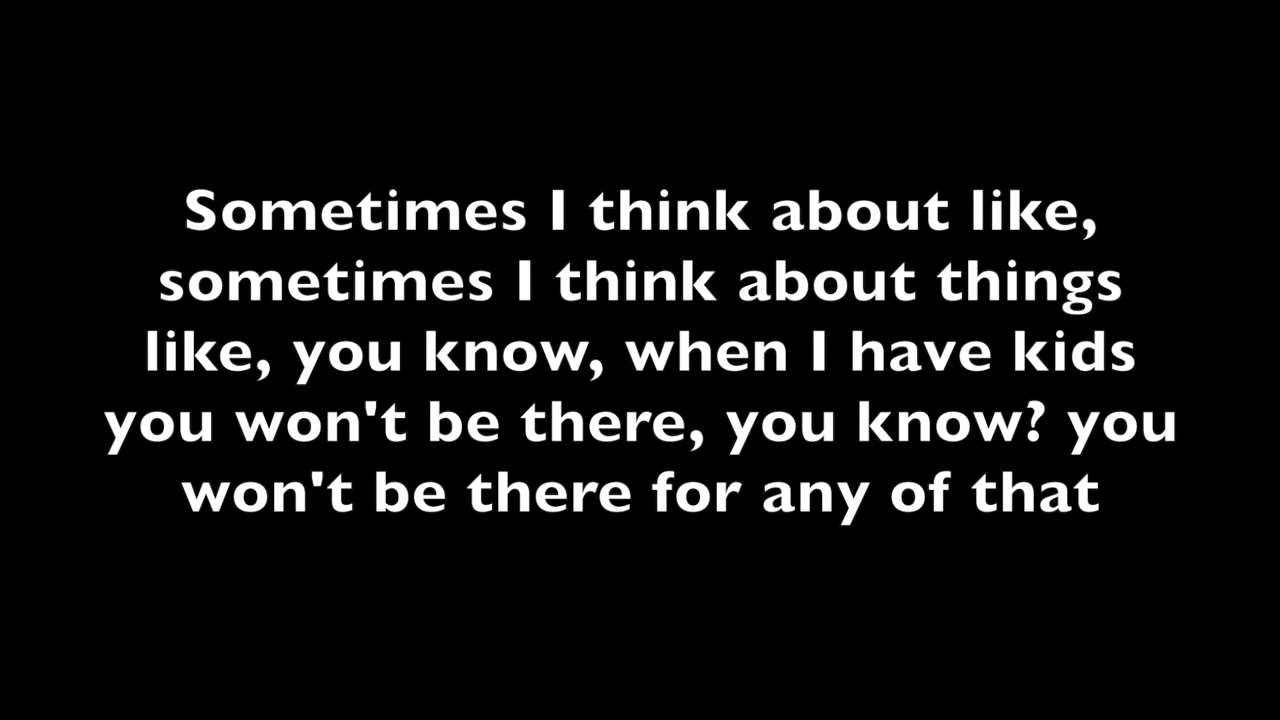 Sometimes I think about like,
sometimes I think about things
like, you know, when I have kids
you won't be there, you know? you
won't be there for any of that